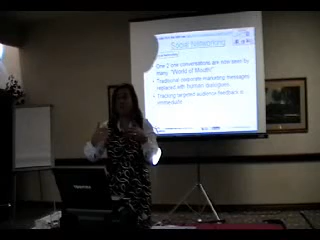 Social Networking
One 2 one conversations are now seen by
many. "World of Mouth"
Traditional corporate marketing messages
replaced with human dialogues
Tracking targeted audience feedback is
immediate
TOSHIBA